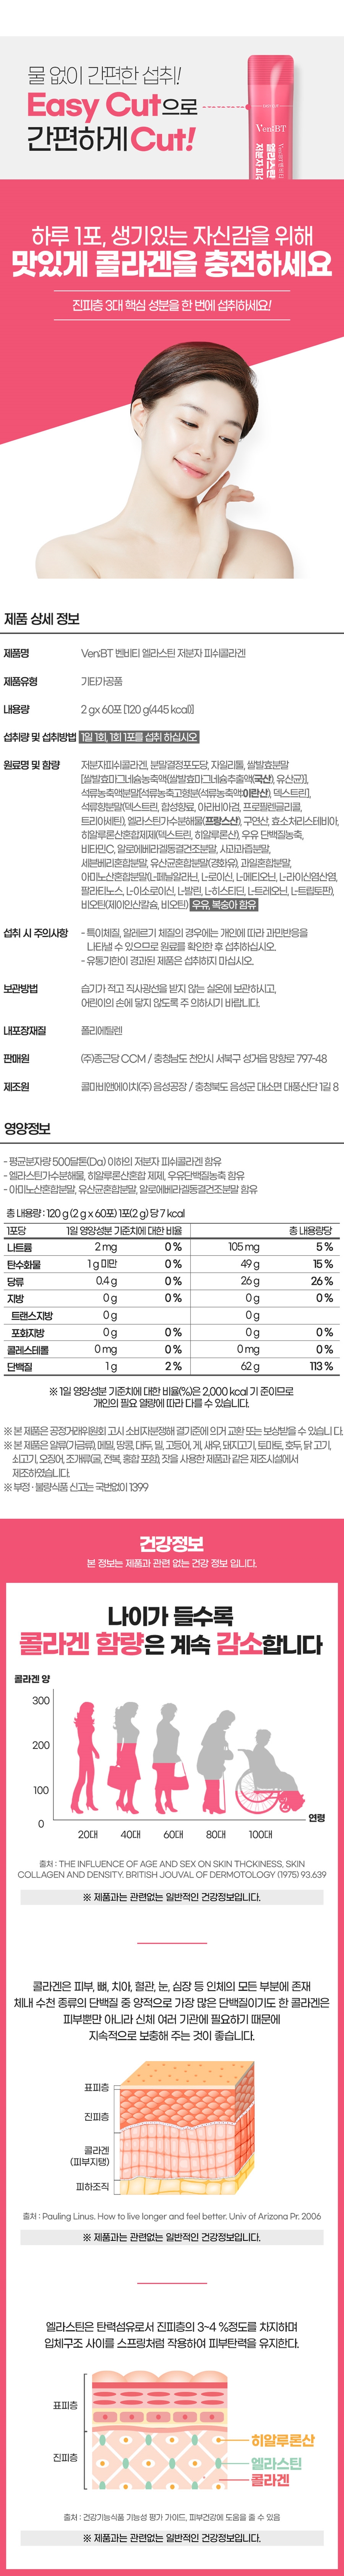 물 없이 간편한 섭취!
Easy Cut으로
간편하게 Cut!
Ven:BT
하루 1포, 생기있는 자신감을 위해
맛있게 콜라겐을 충전하세요
진피층 3대 핵심 성분을 한 번에 섭취하세요!
제품 상세 정보
제품명 Ven:BT 벤비티 엘라스틴 저분자 피쉬콜라겐
제품유형 기타가공품
내용량 2 gx 60포 [120 g(445 kcal)]
섭취량 및 섭취방법 1일 1회, 1회 1포를 섭취 하십시오
원료명 및 함량 저분자피쉬콜라겐, 분말결정포도당, 자일리톨, 쌀발효분말
[쌀발효마그네슘농축액(쌀발효마그네슘추출액(국산), 유산균)],
석류농축액분말[석류농축고형분(석류농축액:이란산), 덱스트린],
석류향분말(덱스트린, 합성향료, 아라비아검, 프로필렌글리콜,
트리아세틴), 엘라스틴가수분해물(프랑스산), 구연산, 효소처리스테비아,
히알루론산혼합제제(덱스트린, 히알루론산), 우유 단백질농축,
비타민C, 알로에베라겔동결건조분말, 사과과즙분말,
세븐베리혼합분말, 유산균혼합분말(경화유), 과일혼합분말,
아미노산혼합분말(L-페닐알라닌, L-로이신, L-메티오닌, L-라이신염산염,
팔라티노스, L-이소로이신, L-발린, L-히스티딘, L-트레오닌, L-트립토판),
비오틴(제이인산칼슘, 비오틴) 우유, 복숭아 함유
섭취 시 주의사항 - 특이체질, 알레르기 체질의 경우에는 개인에 따라 과민반응을
나타낼 수 있으므로 원료를 확인한 후 섭취하십시오.
- 유통기한이 경과된 제품은 섭취하지 마십시오.
보관방법 습기가 적고 직사광선을 받지 않는 실온에 보관하시고,
어린이의 손에 닿지 않도록 주 의하시기 바랍니다.
내포장재질 폴리에틸렌
판매원 (주)종근당 CCM / 충청남도 천안시 서북구 성거읍 망향로 797-48
제조원 콜마비앤에이치(주) 음성공장 / 충청북도 음성군 대소면 대풍산단 1길 8
영양정보
- 평균분자량 500달톤(Da) 이하의 저분자 피쉬콜라겐 함유
- 엘라스틴가수분해물, 히알루론산혼합 제제, 우유단백질농축 함유
- 아미노산혼합분말, 유산균혼합분말, 알로에베라겔동결건조분말 함유
총 내용량 : 120 g (2 g x 60포) 1포(2 g) 당 7 kcal
1포당 1일 영양성분 기준치에 대한 비율 총 내용량당
나트륨 2 mg 0 % 105 mg 5 %
탄수화물 1 g 미만 0 % 49 g 15 %
당류 0.4 g 0 % 26 g 26 %
지방 0 g 0 % 0 g 0 %
트랜스지방 0 g 0 g
포화지방 0 g 0 % 0 g 0 %
콜레스테롤 0 mg 0 % 0 mg 0 %
단백질 1 g 2 % 62 g 113 %
※ 1일 영양성분 기준치에 대한 비율(%)은 2,000 kcal 기 준이므로
개인의 필요 열량에 따라 다를 수 있습니다.
※ 본 제품은 공정거래위원회 고시 소비자분쟁해 결기준에 의거 교환 또는 보상받을 수 있습니 다.
※ 본 제품은 알류(가금류), 메밀, 땅콩, 대두, 밀, 고등어, 게, 새우, 돼지고기, 토마토, 호두, 닭 고기,
쇠고기, 오징어, 조개류(굴, 전복, 홍합 포함), 잣을 사용한 제품과 같은 제조시설에서
제조하였습니다.
※ 부정 · 불량식품 신고는 국번없이 1399
건강정보
본 정보는 제품과 관련 없는 건강 정보 입니다.
나이가 들수록
콜라겐 함량은 계속 감소합니다
콜라겐 양
300
200
100
0
연령
20대 40대 60대 80대 100대
출처 : THE INFLUENCE OF AGE AND SEX ON SKIN THCKINESS, SKIN
COLLAGEN AND DENSITY. BRITISH JOUVAL OF DERMOTOLOGY (1975) 93.639
※ 제품과는 관련없는 일반적인 건강정보입니다.
콜라겐은 피부, 뼈, 치아, 혈관, 눈, 심장 등 인체의 모든 부분에 존재
체내 수천 종류의 단백질 중 양적으로 가장 많은 단백질이기도 한 콜라겐은
피부뿐만 아니라 신체 여러 기관에 필요하기 때문에
지속적으로 보충해 주는 것이 좋습니다.
표피층
진피층
콜라겐
(피부지탱)
피하조직
출처 : Pauling Linus. How to live longer and feel better. Univ of Arizona Pr. 2006
※ 제품과는 관련없는 일반적인 건강정보입니다.
엘라스틴은 탄력섬유로서 진피층의 3~4 %정도를 차지하며
입체구조 사이를 스프링처럼 작용하여 피부탄력을 유지한다.
표피층
진피층
히알루론산
엘라스틴
콜라겐
출처 : 건강기능식품 기능성 평가 가이드, 피부건강에 도움을 줄 수 있음
※ 제품과는 관련없는 일반적인 건강정보입니다.